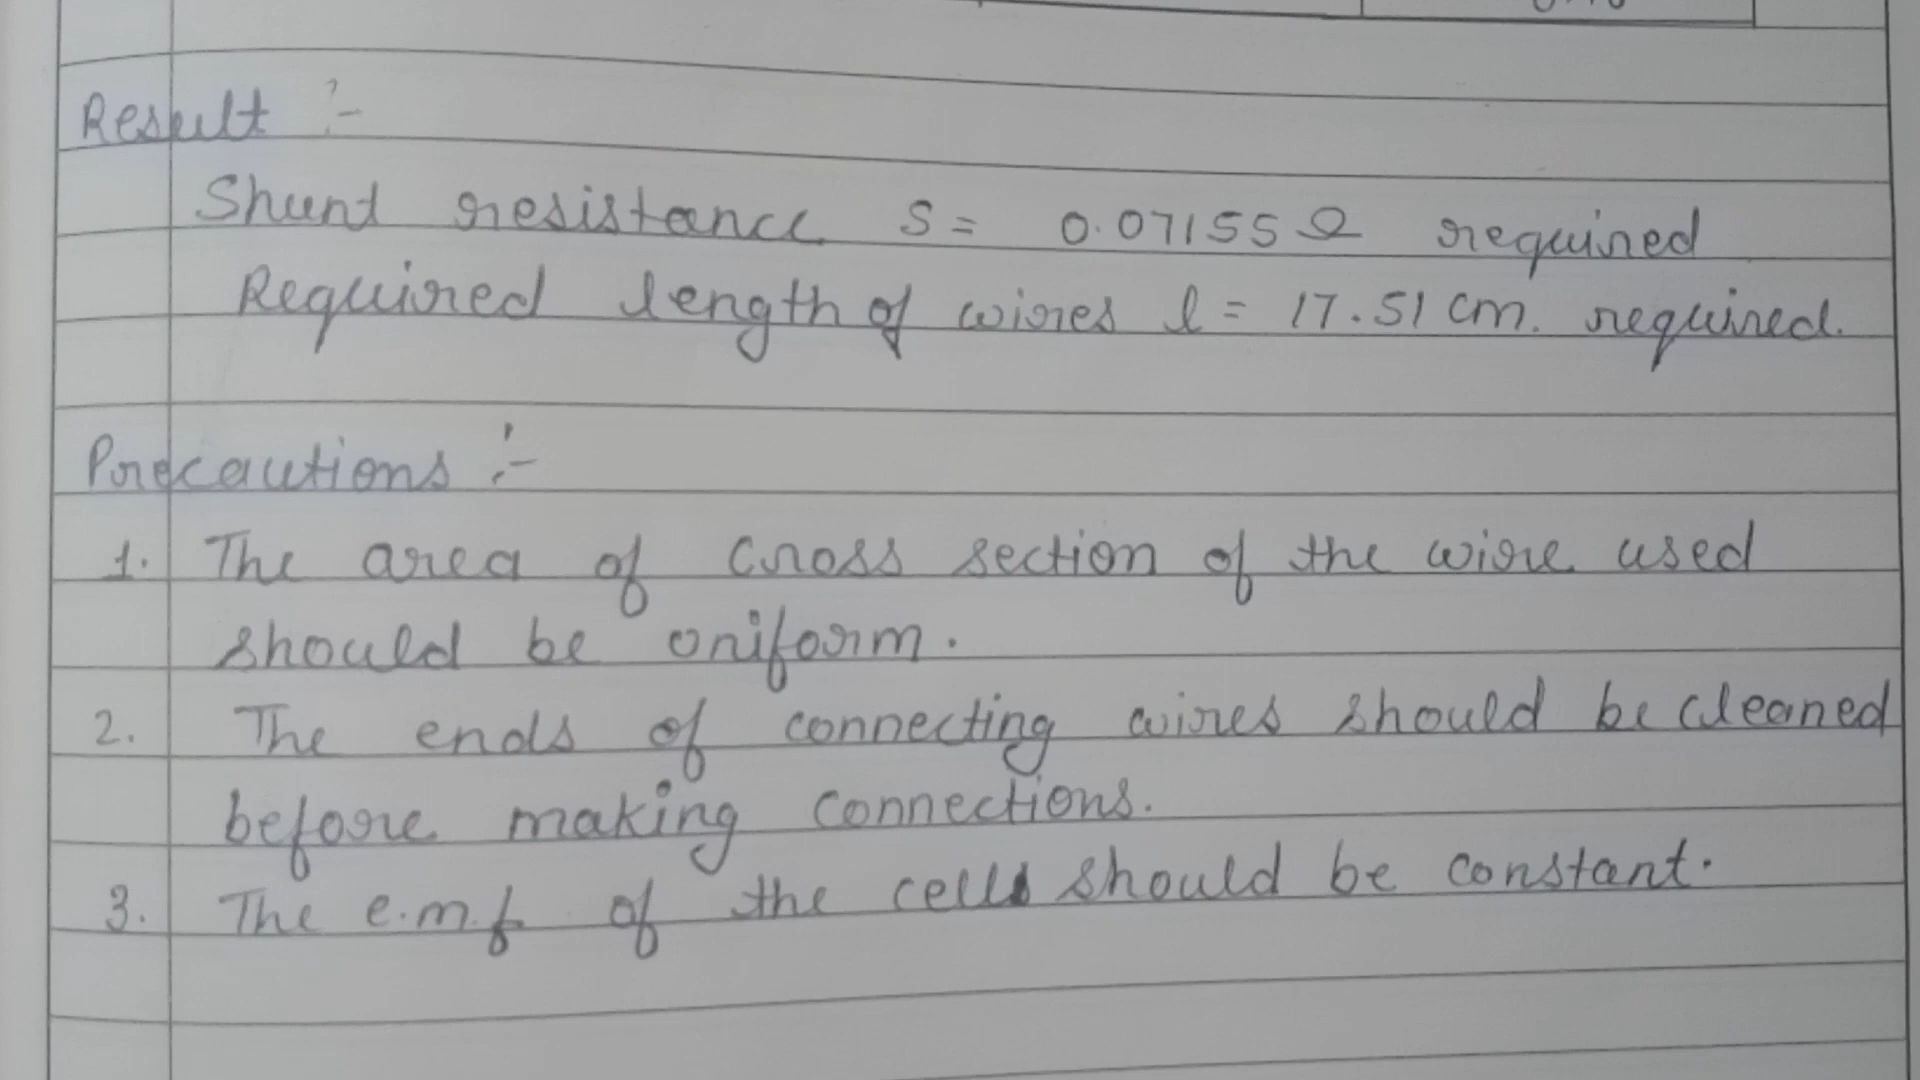 Result :-
Shunt resistance S = 0.07155 Ω required
Required length of wires l = 17.51 cm. required.
Precautions :-
1. The area of cross section of the wire used
should be oniform.
2. The ends of connecting wires should be cleaned
before making connections.
3. The e.m.f of the cells should be constant.